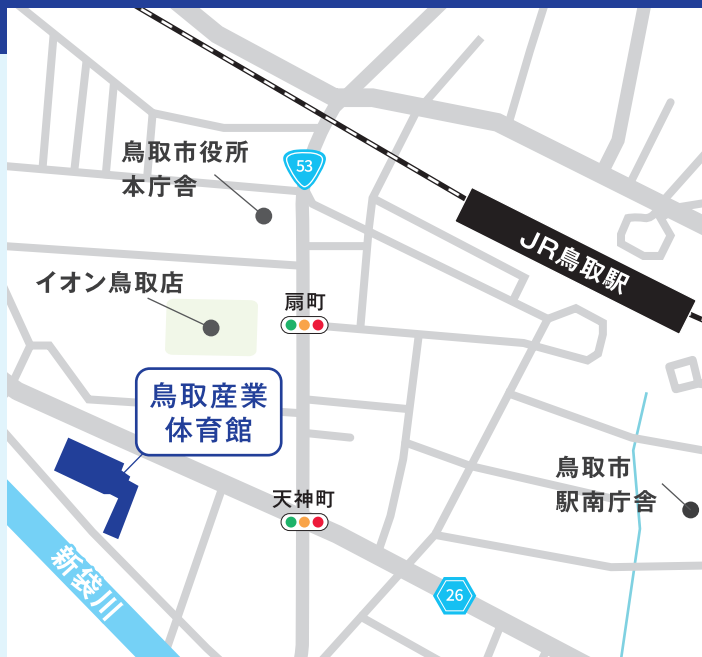 鳥取市役所
本庁舎
53
JR鳥取駅
イオン鳥取店
扇町
鳥取産業
体育館
鳥取市
駅南庁舎
天神町
新袋川
26